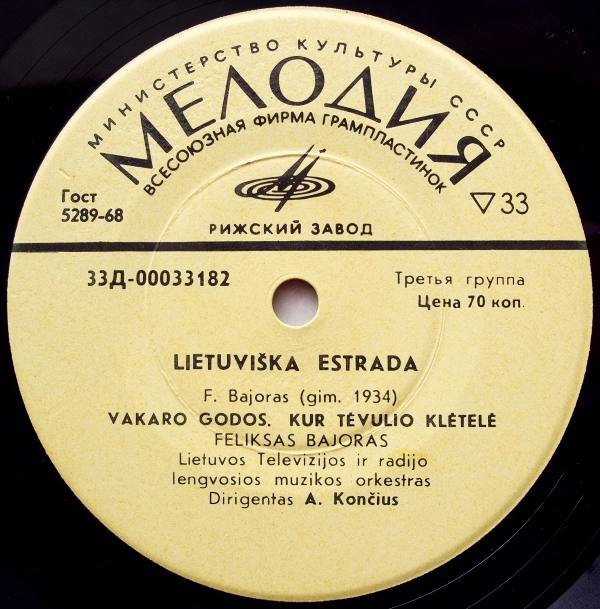 МИНИСТЕРСТВО КУЛЬТУРЫ СССР
МЕЛОДИЯ
ВСЕСОЮЗНАЯ ФИРМА ГРАМПЛАСТИНОК
Гост
5289-68
33
РИЖСКИЙ ЗАВОД
33Д-00033182
Третья группа
Цена 70 коп.
LIETUVIŠKA ESTRADA
F. Bajoras (gim. 1934)
VAKARO GODOS. KUR TĖVULIO KLĖTELĖ
FELIKSAS BAJORAS
Lietuvos Televizijos ir radijo
lengvosios muzikos orkestras
Dirigentas A. Končius